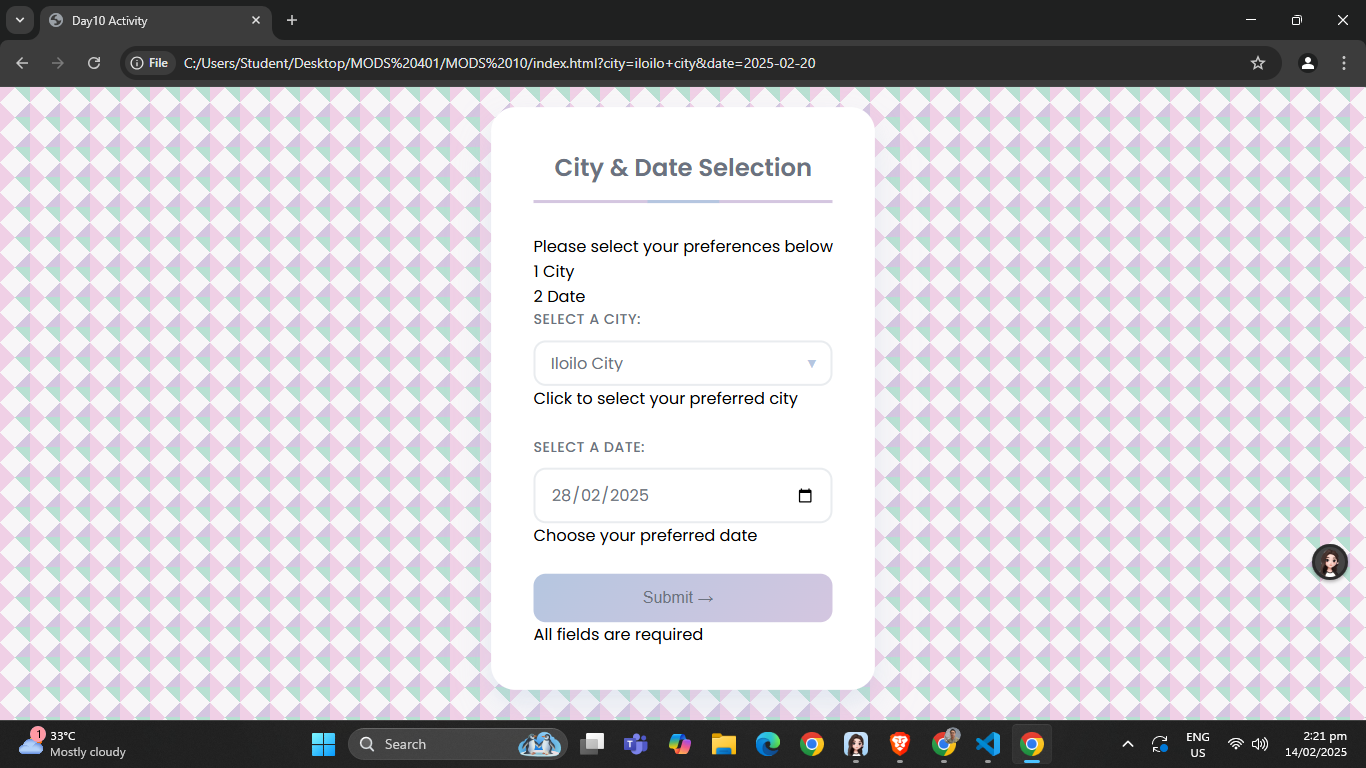 Day10 Activity
File
C:/Users/Student/Desktop/MODS%20401/MODS%2010/index.html?city=iloilo+city&date=2025-02-20
City & Date Selection
Please select your preferences below
1 City
2 Date
SELECT A CITY:
Iloilo City
Click to select your preferred city
SELECT A DATE:
28/02/2025
Choose your preferred date
Submit →
All fields are required
1
33°C
Mostly cloudy
Search
ENG
US
2:21 pm
14/02/2025